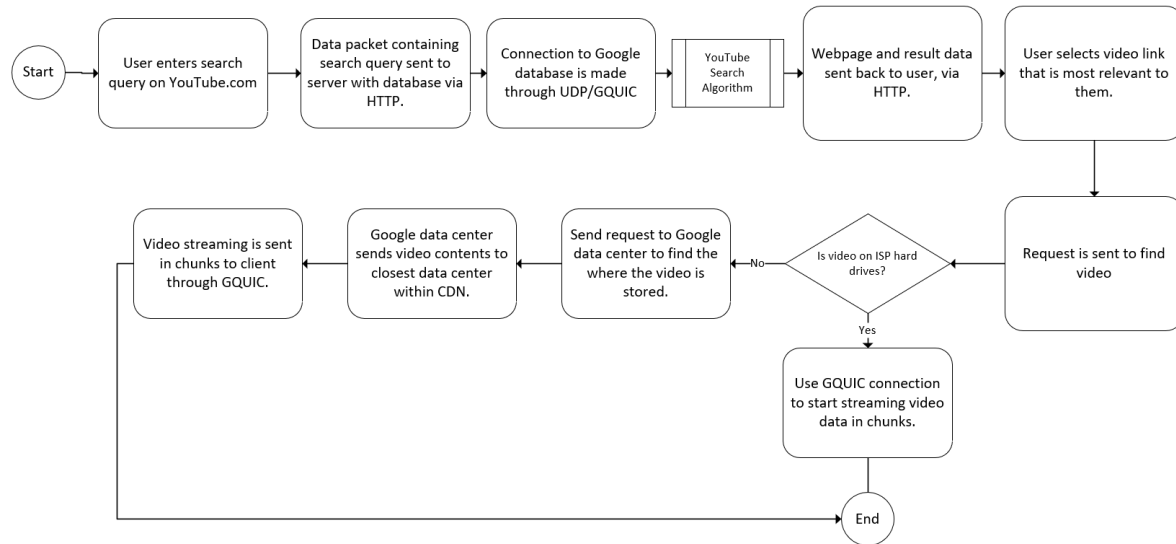 Start
User enters search
query on YouTube.com
Data packet containing
search query sent to
server with database via
HTTP.
Connection to Google
database is made
through UDP/GQUIC
YouTube
Search
Algorithm
Webpage and result data
sent back to user, via
HTTP.
User selects video link
that is most relevant to
them.
Request is sent to find
video
Is video on ISP hard
drives?
No
Send request to Google
data center to find the
where the video is
stored.
Google data center
sends video contents to
closest data center
within CDN.
Video streaming is sent
in chunks to client
through GQUIC.
Yes
Use GQUIC connection
to start streaming video
data in chunks.
End